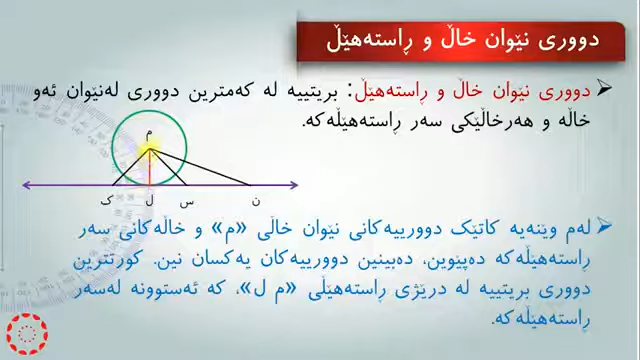 دووری نێوان خاڵ و ڕاستەهێڵ
دووری نێوان خاڵ و ڕاستەهێڵ: بریتییە لە کەمترین دووری لەنێوان ئەو
خاڵە و هەرخاڵێکی سەر ڕاستەهێڵەکە.
م
ن س ل ک
لەم وێنەیە کاتێک دوورییەکانی نێوان خاڵی «م» و خاڵەکانی سەر
ڕاستەهێڵەکە دەپێوین، دەبینین دوورییەکان یەکسان نین. کورتترین
دووری بریتییە لە درێژی ڕاستەهێڵی «م ل»، کە ئەستوونە لەسەر
ڕاستەهێڵەکە.